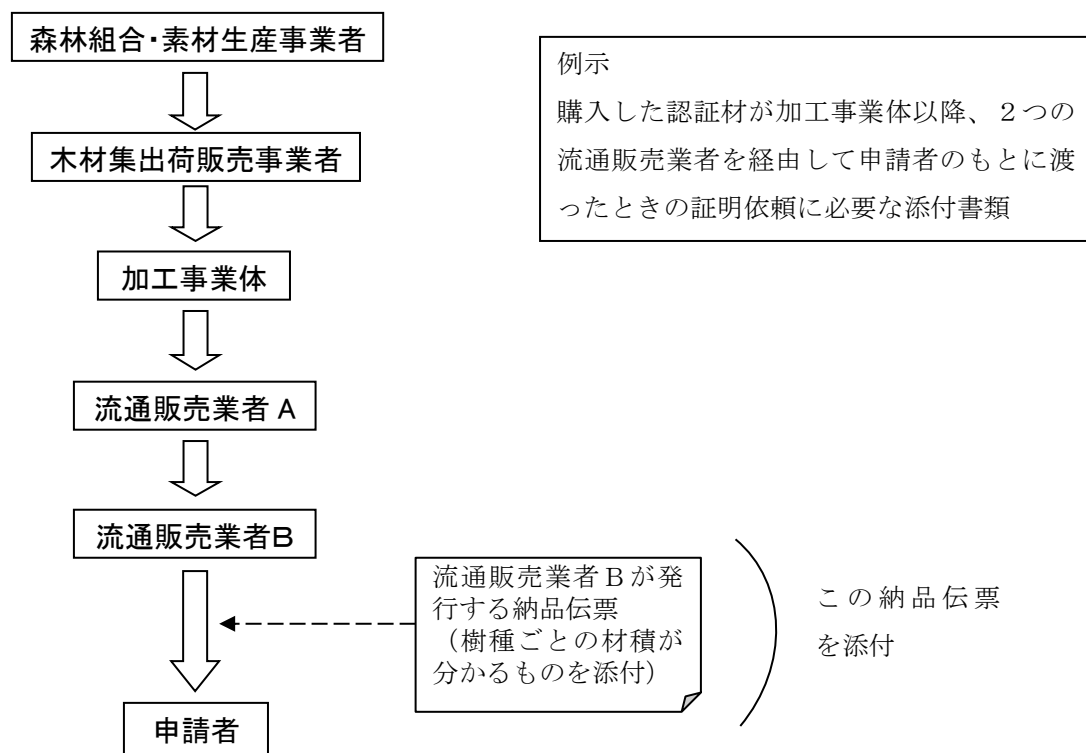 森林組合・素材生産事業者
木材集出荷販売事業者
加工事業体
流通販売業者 A
流通販売業者B
申請者
例示
購入した認証材が加工事業体以降、２つの
流通販売業者を経由して申請者のもとに渡
ったときの証明依頼に必要な添付書類
流通販売業者Ｂが発
行する納品伝票
（樹種ごとの材積が
分かるものを添付）
この納品伝票
を添付